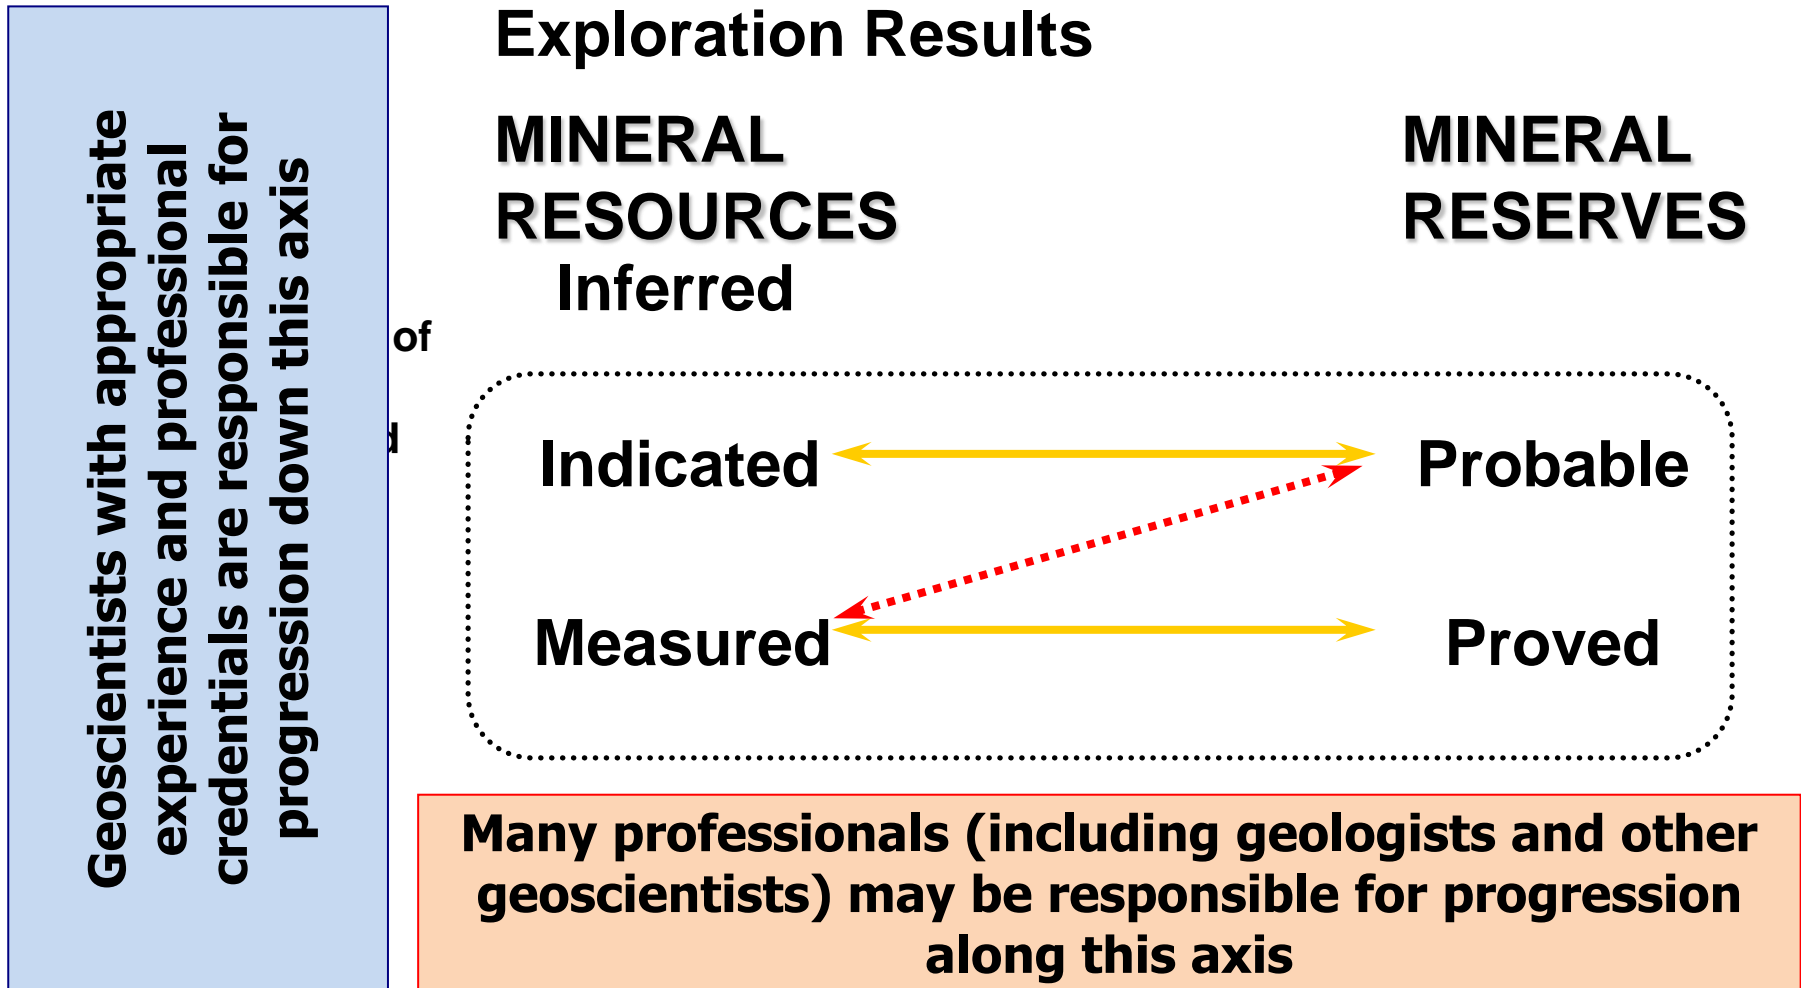 Exploration Results
MINERAL
RESOURCES
MINERAL
RESERVES
Inferred
of
Indicated
Probable
Measured
Proved
Geoscientists with appropriate
experience and professional
credentials are responsible for
progression down this axis
Many professionals (including geologists and other
geoscientists) may be responsible for progression
along this axis